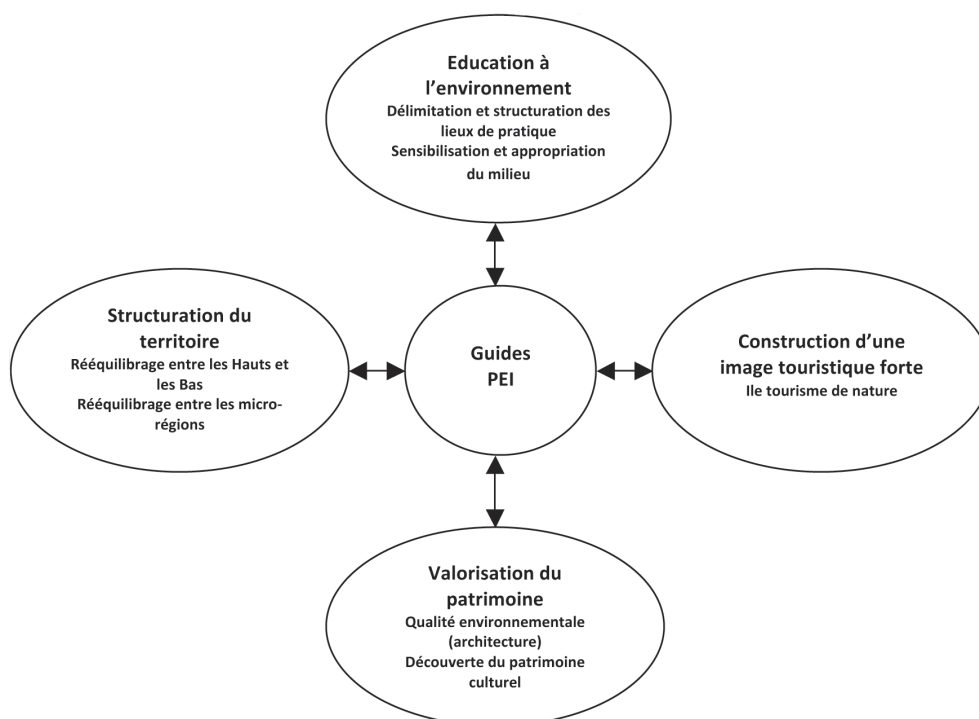 Education à
l’environnement
Délimitation et structuration des
lieux de pratique
Sensibilisation et appropriation
du milieu
Structuration du
territoire
Rééquilibrage entre les Hauts et
les Bas
Rééquilibrage entre les micro-
régions
Guides
PEI
Construction d’une
image touristique forte
Ile tourisme de nature
Valorisation du
patrimoine
Qualité environnementale
(architecture)
Découverte du patrimoine
culturel